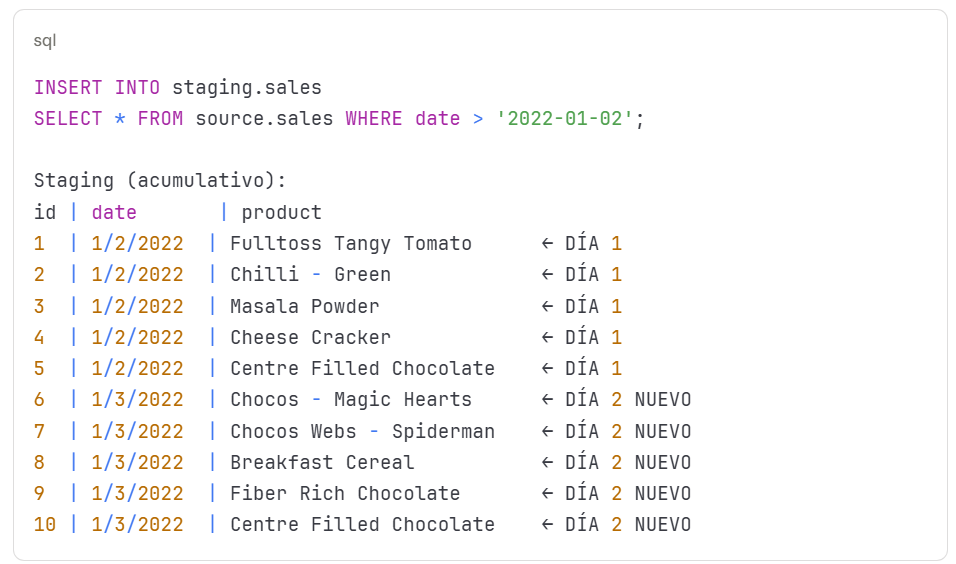 sql
INSERT INTO staging.sales
SELECT * FROM source.sales WHERE date > '2022-01-02';
Staging (acumulativo):
id | date | product
1 | 1/2/2022 | Fulltoss Tangy Tomato ← DÍA 1
2 | 1/2/2022 | Chilli - Green ← DÍA 1
3 | 1/2/2022 | Masala Powder ← DÍA 1
4 | 1/2/2022 | Cheese Cracker ← DÍA 1
5 | 1/2/2022 | Centre Filled Chocolate ← DÍA 1
6 | 1/3/2022 | Chocos - Magic Hearts ← DÍA 2 NUEVO
7 | 1/3/2022 | Chocos Webs - Spiderman ← DÍA 2 NUEVO
8 | 1/3/2022 | Breakfast Cereal ← DÍA 2 NUEVO
9 | 1/3/2022 | Fiber Rich Chocolate ← DÍA 2 NUEVO
10 | 1/3/2022 | Centre Filled Chocolate ← DÍA 2 NUEVO